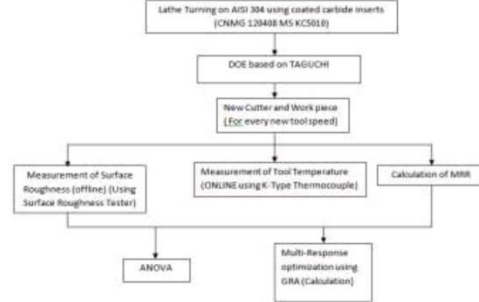 Lathe Turning on AISI 304 using coated carbide inserts
(CNMG 120408 MS KC5010)
DOE based on TAGUCHI
New Cutter and Work piece
( For every new tool speed)
Measurement of Surface
Roughness (offline) (Using
Surface Roughness Tester)
Measurement of Tool Temperature
(ONLINE using K-Type Thermocouple)
Calculation of MRR
ANOVA
Multi-Response
optimization using
GRA (Calculation)